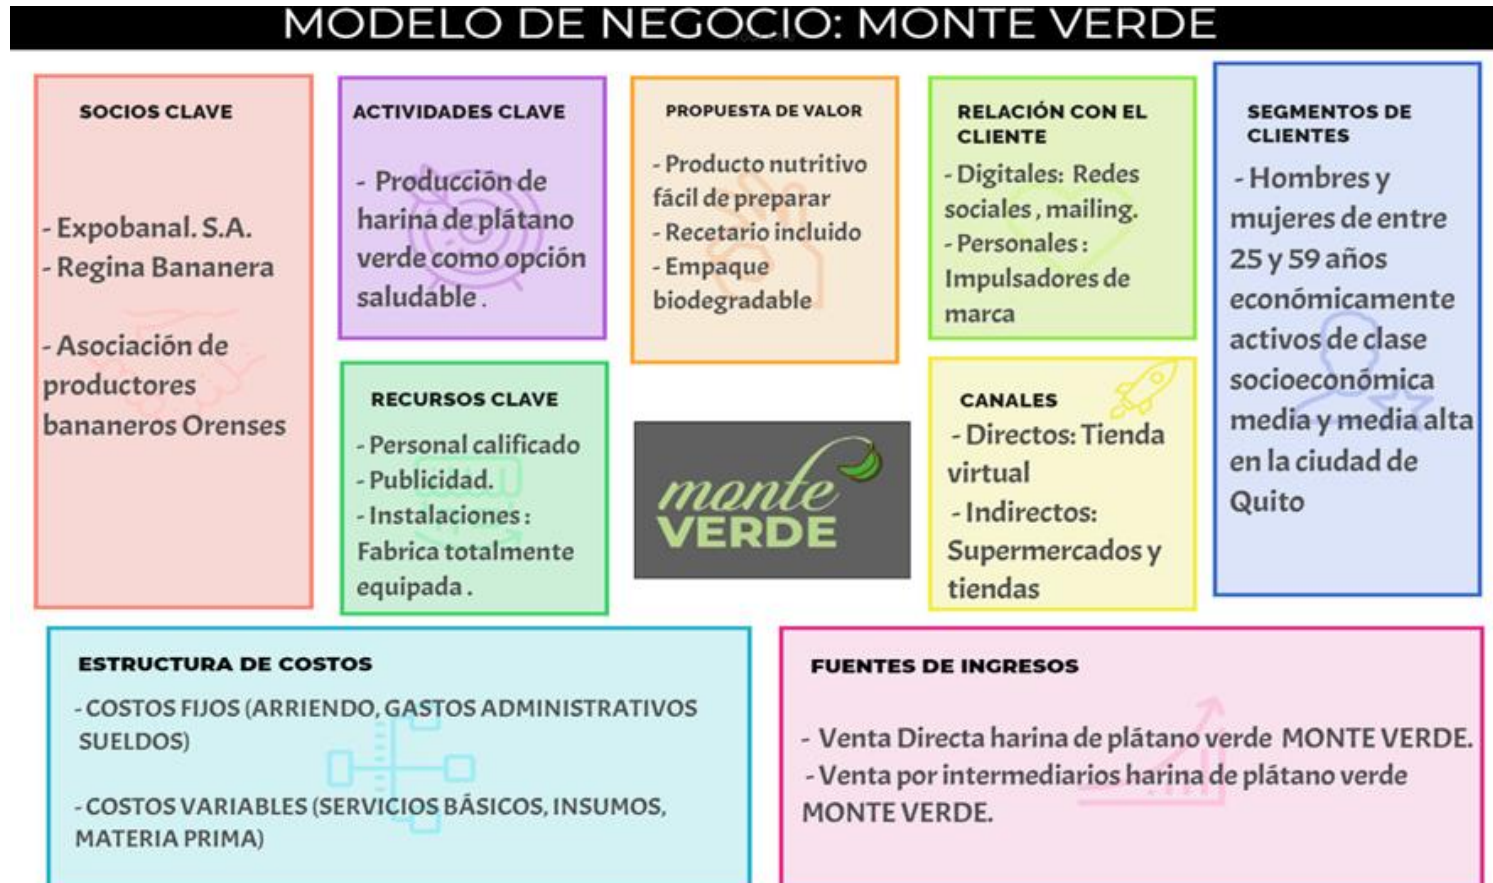 MODELO DE NEGOCIO: MONTE VERDE
SOCIOS CLAVE
- Expobanal. S.A.
- Regina Bananera
- Asociación de
productores
bananeros Orenses
ACTIVIDADES CLAVE
- Producción de
harina de plátano
verde como opción
saludable .
RECURSOS CLAVE
- Personal calificado
- Publicidad.
- Instalaciones :
Fabrica totalmente
equipada .
PROPUESTA DE VALOR
- Producto nutritivo
fácil de preparar
- Recetario incluido
- Empaque
biodegradable
monte
VERDE
RELACIÓN CON EL
CLIENTE
- Digitales: Redes
sociales , mailing.
- Personales :
Impulsadores de
marca
CANALES
- Directos: Tienda
virtual
- Indirectos:
Supermercados y
tiendas
SEGMENTOS DE
CLIENTES
- Hombres y
mujeres de entre
25 y 59 años
económicamente
activos de clase
socioeconómica
media y media alta
en la ciudad de
Quito
ESTRUCTURA DE COSTOS
- COSTOS FIJOS (ARRIENDO, GASTOS ADMINISTRATIVOS
SUELDOS)
- COSTOS VARIABLES (SERVICIOS BÁSICOS, INSUMOS,
MATERIA PRIMA)
FUENTES DE INGRESOS
- Venta Directa harina de plátano verde MONTE VERDE.
- Venta por intermediarios harina de plátano verde
MONTE VERDE.